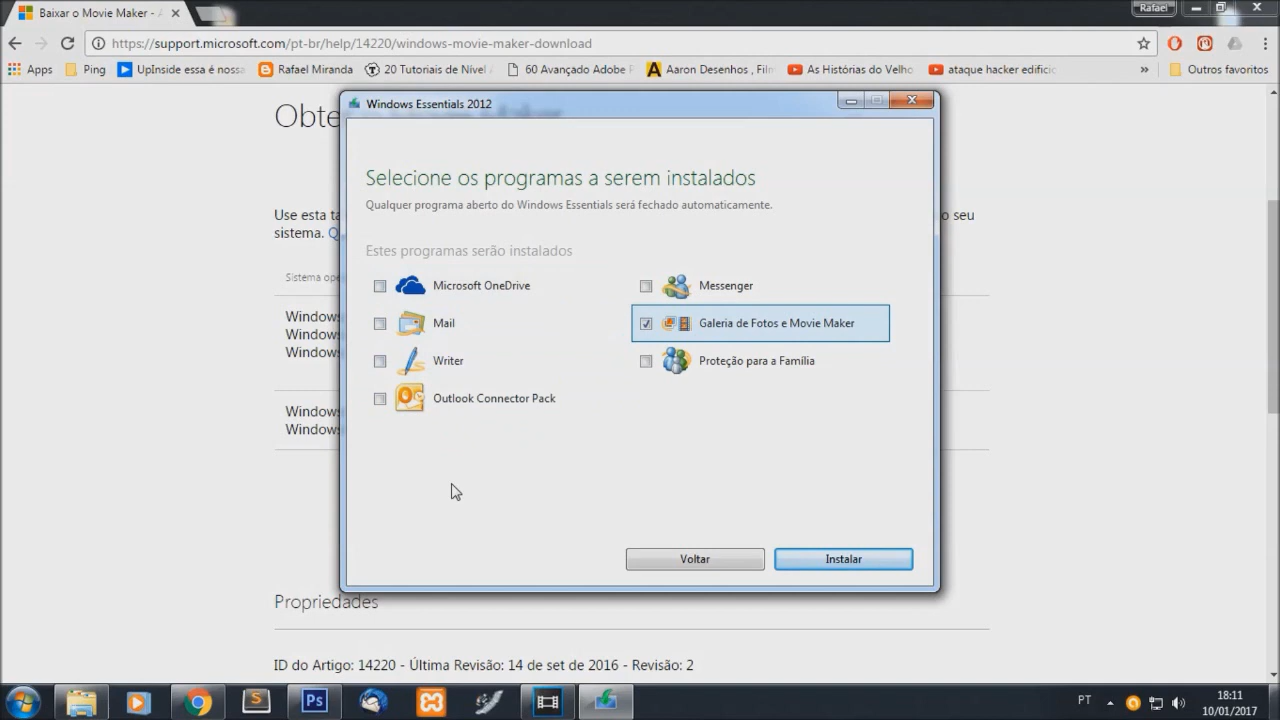 Baixar o Movie Maker -
Rafael
https://support.microsoft.com/pt-br/help/14220/windows-movie-maker-download
Apps
Ping
UpInside essa é nossa
Rafael Miranda
20 Tutoriais de Nível
60 Avançado Adobe
Aaron Desenhos , Film
As Histórias do Velho
ataque hacker edifício
»
Outros favoritos
Windows Essentials 2012
Selecione os programas a serem instalados
Qualquer programa aberto do Windows Essentials será fechado automaticamente.
Use esta
o seu
sistema.
Estes programas serão instalados
Microsoft OneDrive
Messenger
Mail
Galeria de Fotos e Movie Maker
Writer
Proteção para a Família
Outlook Connector Pack
Sistema ope
Windows
Windows
Windows
Windows
Windows
Voltar
Instalar
Propriedades
ID do Artigo: 14220 - Última Revisão: 14 de set de 2016 - Revisão: 2
Ps
PT
18:11
10/01/2017